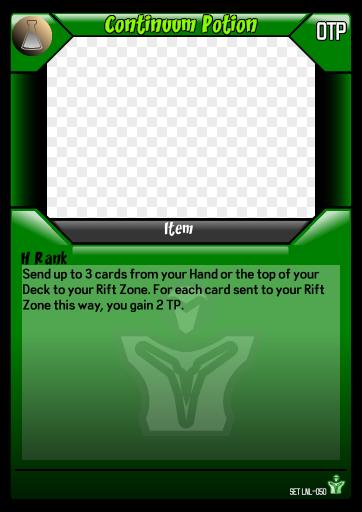 Continuum Potion
0TP
Item
H Rank
Send up to 3 cards from your Hand or the top of your
Deck to your Rift Zone. For each card sent to your Rift
Zone this way, you gain 2 TP.
SET LNL-050